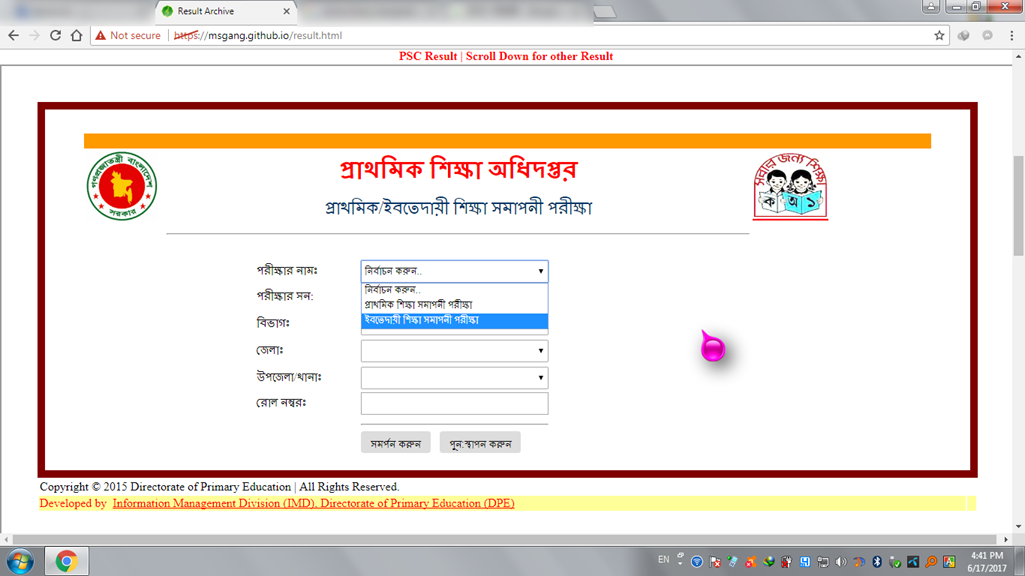 Result Archive
Not secure | https://msgang.github.io/result.html
PSC Result | Scroll Down for other Result
গণপ্রজাতন্ত্রী বাংলাদেশ
সরকার
প্রাথমিক শিক্ষা অধিদপ্তর
প্রাথমিক/ইবতেদায়ী শিক্ষা সমাপনী পরীক্ষা
সবার জন্য শিক্ষা
ক অ ১
পরীক্ষার নামঃ নির্বাচন করুন..
নির্বাচন করুন..
পরীক্ষার সন:
প্রাথমিক শিক্ষা সমাপনী পরীক্ষা
ইবতেদায়ী শিক্ষা সমাপনী পরীক্ষা
বিভাগঃ
জেলাঃ
উপজেলা/থানাঃ
রোল নম্বরঃ
সমর্পন করুন পুন:স্থাপন করুন
Copyright © 2015 Directorate of Primary Education | All Rights Reserved.
Developed by Information Management Division (IMD). Directorate of Primary Education (DPE)
EN
4:41 PM
6/17/2017